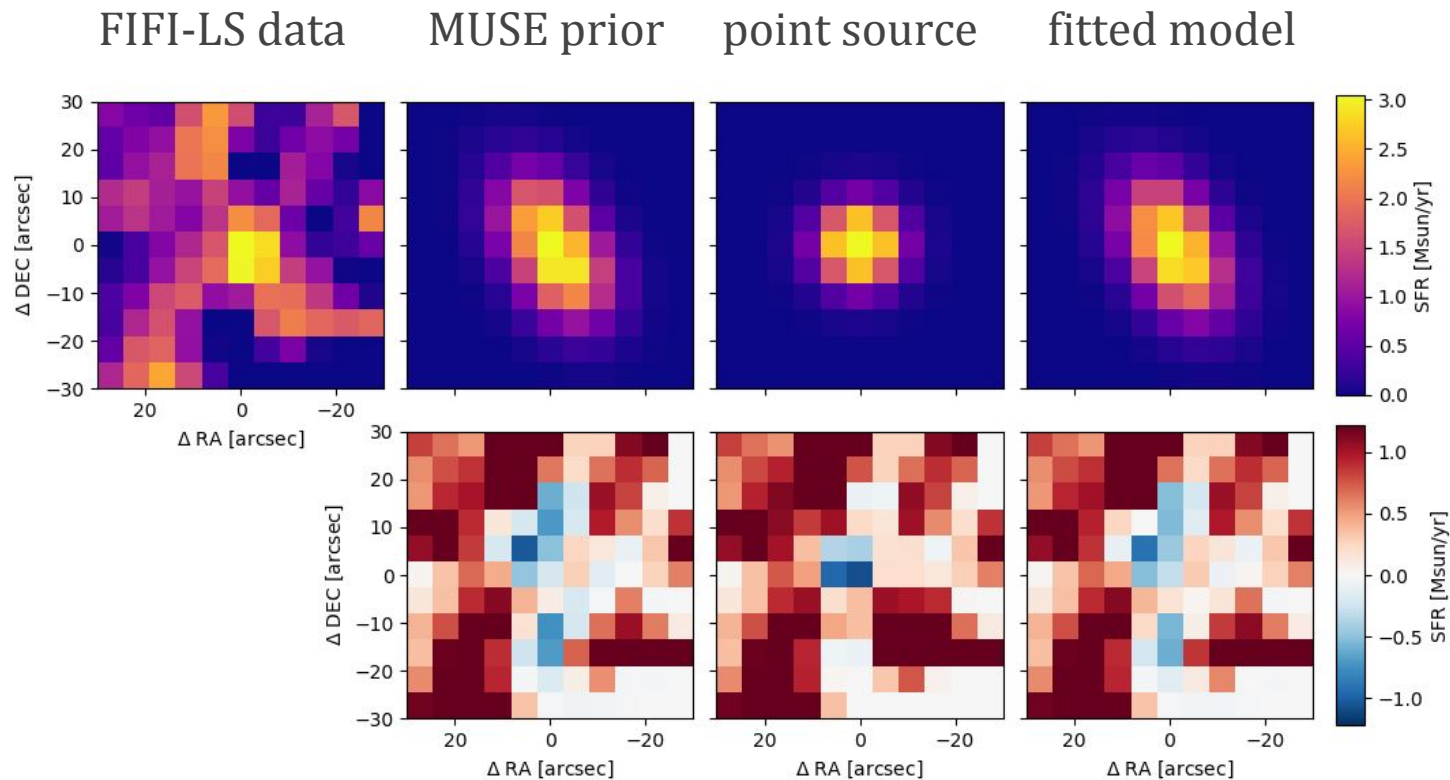 FIFI-LS data MUSE prior point source fitted model
30
20
10
0
−10
−20
−30
Δ DEC [arcsec]
20 0 −20
Δ RA [arcsec]
3.0
2.5
2.0
1.5
1.0
0.5
0.0
SFR [Msun/yr]
30
20
10
0
−10
−20
−30
Δ DEC [arcsec]
20 0 −20 20 0 −20 20 0 −20
Δ RA [arcsec] Δ RA [arcsec] Δ RA [arcsec]
1.0
0.5
0.0
−0.5
−1.0
SFR [Msun/yr]